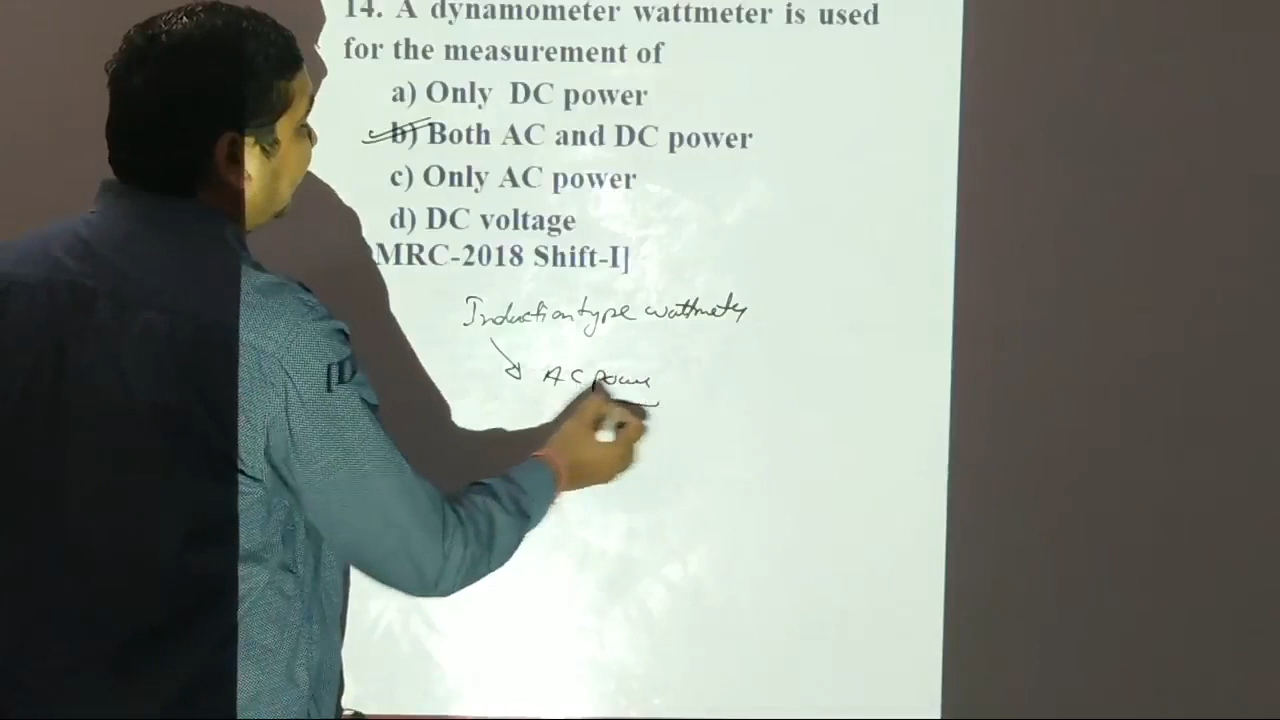 14. A dynamometer wattmeter is used
for the measurement of
a) Only DC power
b) Both AC and DC power
c) Only AC power
d) DC voltage
MRC-2018 Shift-I]
Induction type wattmeter
AC power